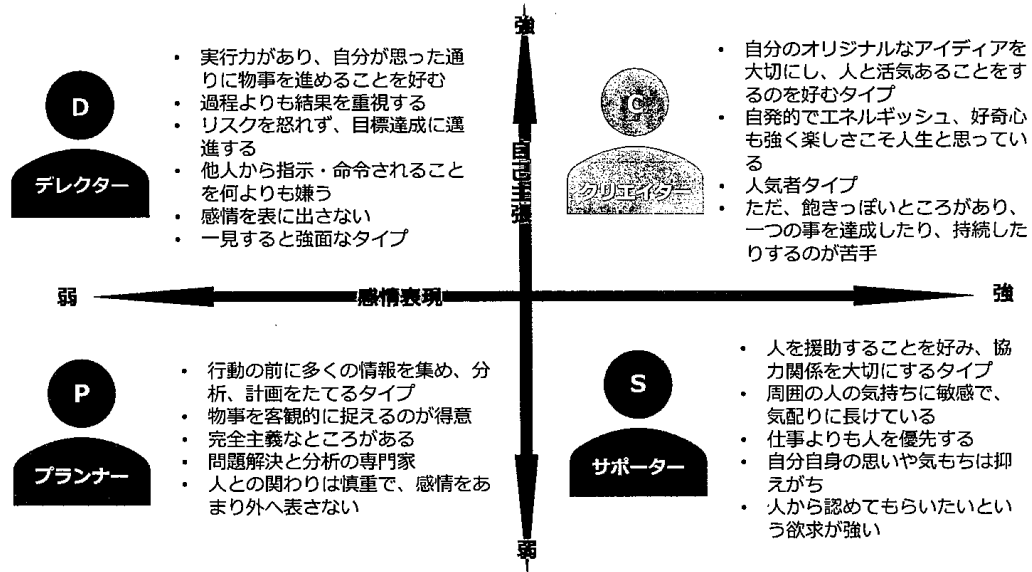 強
D
デレクター
・ 実行力があり、自分が思った通
りに物事を進めることを好む
・ 過程よりも結果を重視する
・ リスクを怒れず、目標達成に邁
進する
・ 他人から指示・命令されること
を何よりも嫌う
・ 感情を表に出さない
・ 一見すると強面なタイプ
自己主張
C
クリエイター
・ 自分のオリジナルなアイディアを
大切にし、人と活気あることをす
るのを好むタイプ
・ 自発的でエネルギッシュ、好奇心
も強く楽しさこそ人生と思ってい
る
・ 人気者タイプ
・ ただ、飽きっぽいところがあり、
一つの事を達成したり、持続した
りするのが苦手
弱
感情表現
強
P
プランナー
・ 行動の前に多くの情報を集め、分
析、計画をたてるタイプ
・ 物事を客観的に捉えるのが得意
・ 完全主義なところがある
・ 問題解決と分析の専門家
・ 人との関わりは慎重で、感情をあ
まり外へ表さない
S
サポーター
・ 人を援助することを好み、協
力関係を大切にするタイプ
・ 周囲の人の気持ちに敏感で、
気配りに長けている
・ 仕事よりも人を優先する
・ 自分自身の思いや気もちは抑
えがち
・ 人から認めてもらいたいとい
う欲求が強い
弱